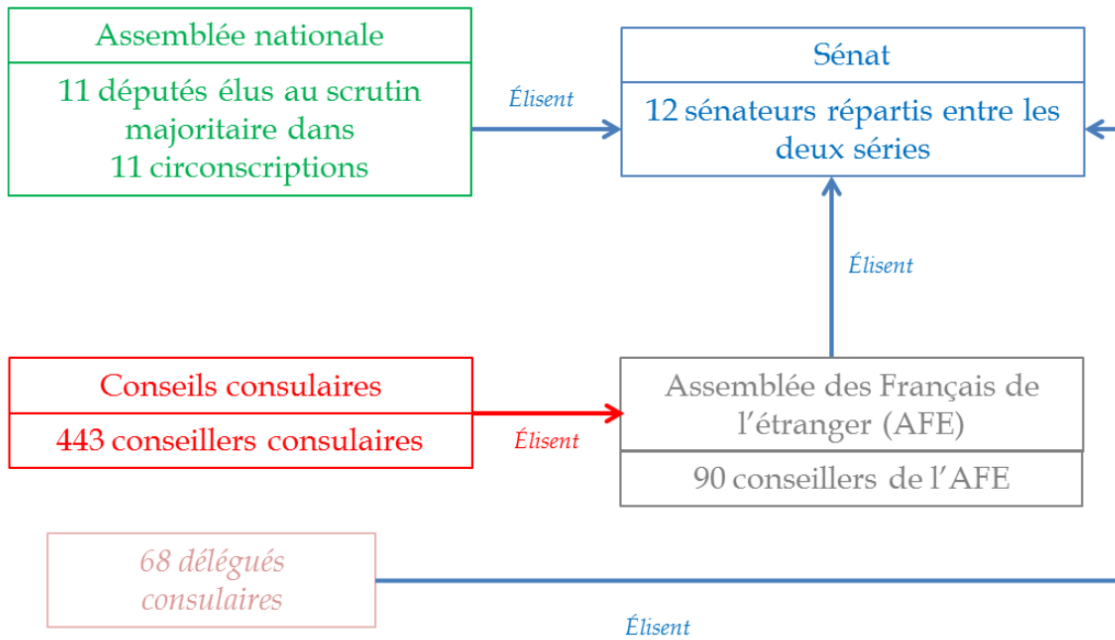 Assemblée nationale
11 députés élus au scrutin
majoritaire dans
11 circonscriptions
Élisent
Sénat
12 sénateurs répartis entre les
deux séries
Élisent
Conseils consulaires
443 conseillers consulaires
Élisent
Assemblée des Français de
l'étranger (AFE)
90 conseillers de l'AFE
68 délégués
consulaires
Élisent